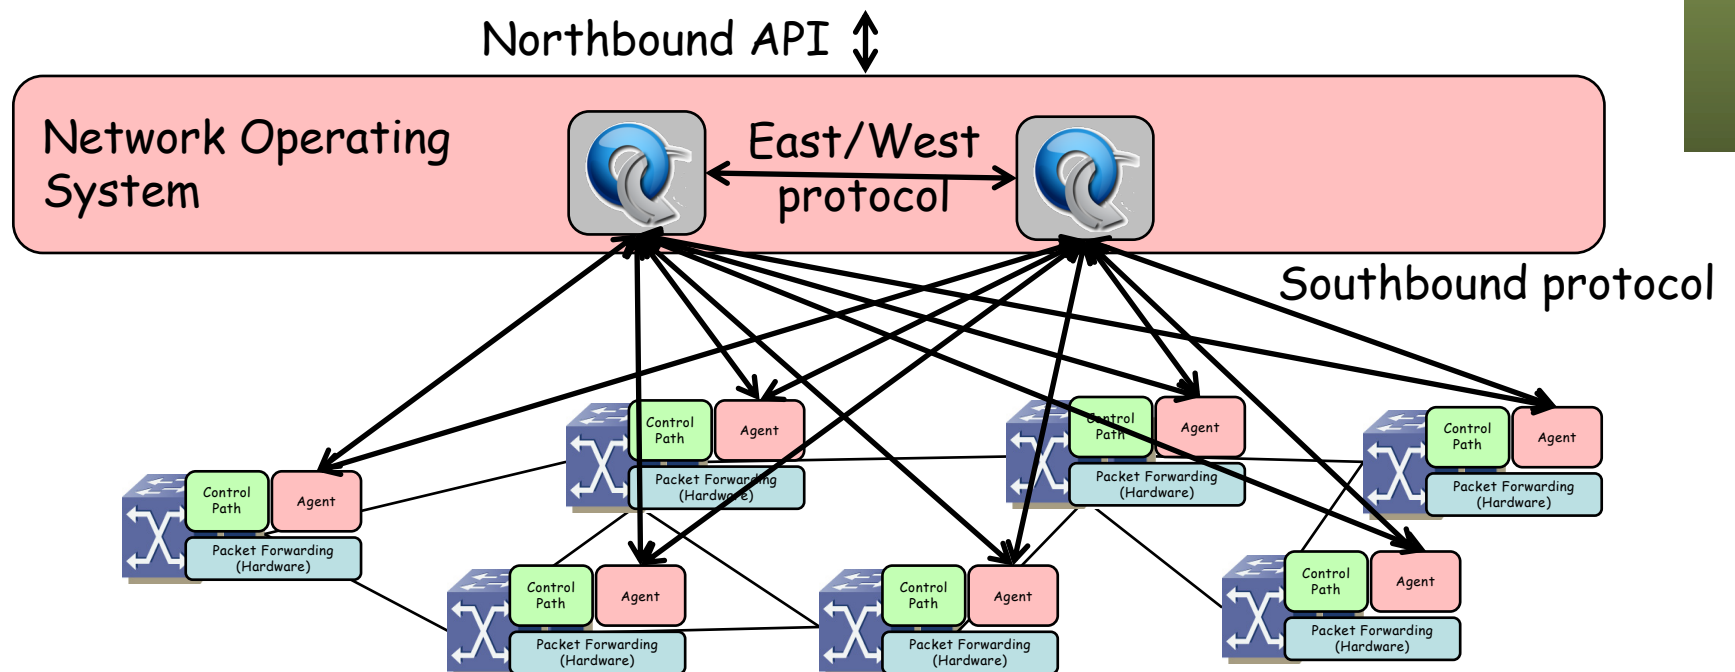 Northbound API
Network Operating
System
East/West
protocol
Southbound protocol
Control
Path
Agent
Packet Forwarding
(Hardware)
Control
Path
Agent
Packet Forwarding
(Hardware)
Control
Path
Agent
Packet Forwarding
(Hardware)
Control
Path
Agent
Packet Forwarding
(Hardware)
Control
Path
Agent
Packet Forwarding
(Hardware)
Control
Path
Agent
Packet Forwarding
(Hardware)
Control
Path
Agent
Packet Forwarding
(Hardware)